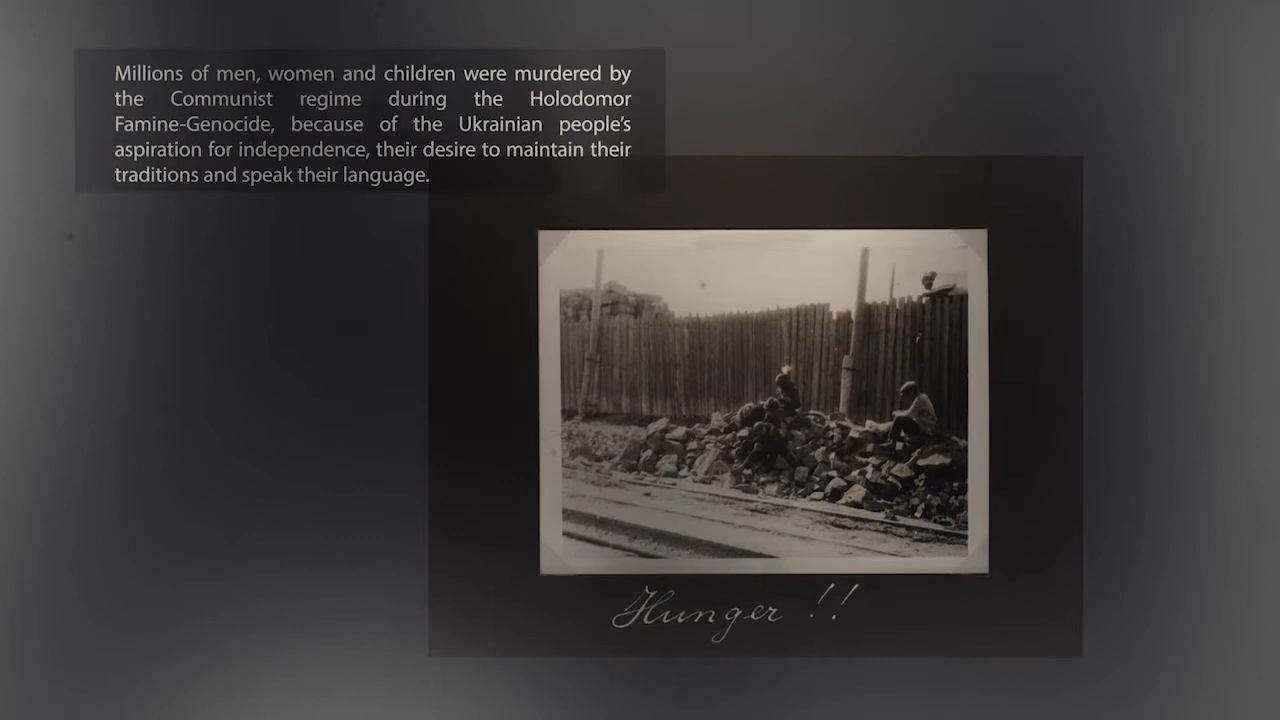 Millions of men, women and children were murdered by
the Communist regime during the Holodomor
Famine-Genocide, because of the Ukrainian people's
aspiration for independence, their desire to maintain their
traditions and speak their language.
Hunger !!